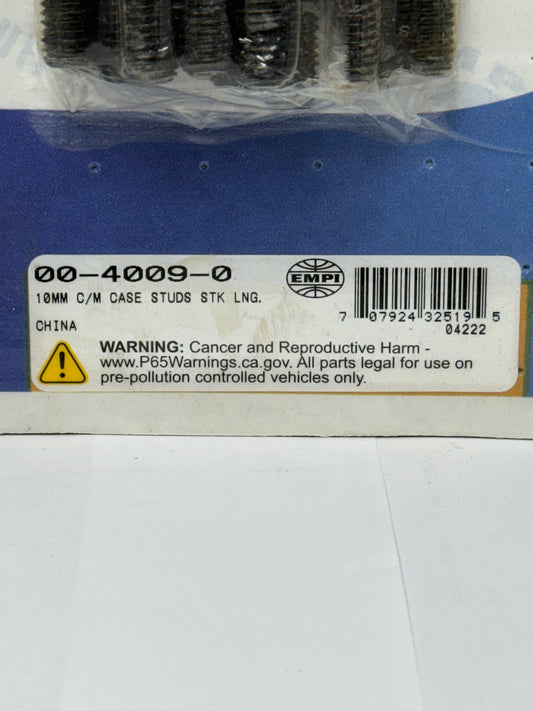 00-4009-0
EMPI
10MM C/M CASE STUDS STK LNG.
CHINA
7 07924 32519 5
04222
WARNING: Cancer and Reproductive Harm -
www.P65Warnings.ca.gov. All parts legal for use on
pre-pollution controlled vehicles only.